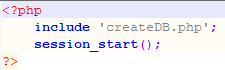 <?php
include 'createDB.php';
session_start();
?>